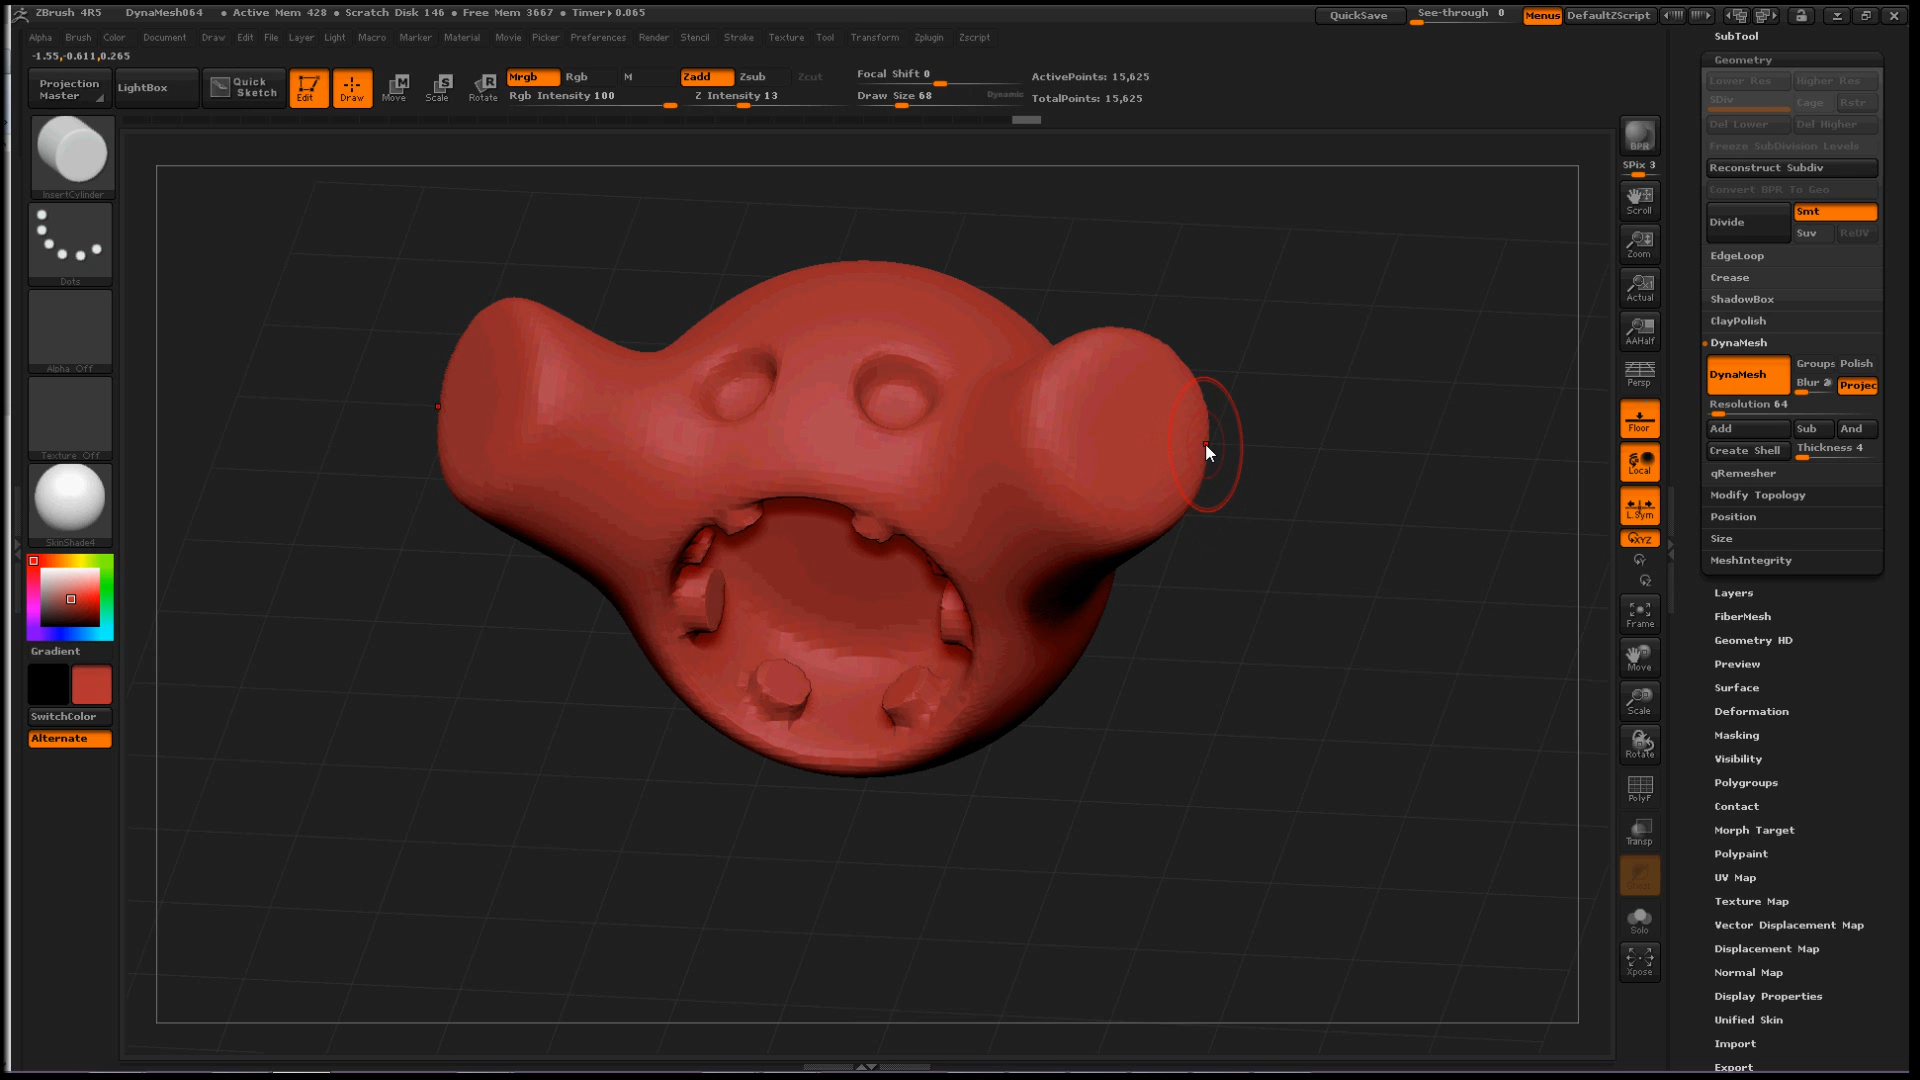 ZBrush 4R5 DynaMesh064 • Active Mem 428 • Scratch Disk 146 • Free Mem 3667 • Timer▸0.065 QuickSave See-through 0 Menus DefaultZScript
Alpha Brush Color Document Draw Edit File Layer Light Macro Marker Material Movie Picker Preferences Render Stencil Stroke Texture Tool Transform Zplugin Zscript
-1.55,-0.611,0.265
Projection Master
LightBox
Quick Sketch
Edit
Draw
Move
Scale
Rotate
Mrgb Rgb M
Rgb Intensity 100
Zadd Zsub Zcut
Z Intensity 13
Focal Shift 0
Draw Size 68 Dynamic
ActivePoints: 15,625
TotalPoints: 15,625
InsertCylinder
Dots
Alpha Off
Texture Off
SkinShade4
Gradient
SwitchColor
Alternate
BPR
SPix 3
Scroll
Zoom
Actual
AAHalf
Persp
Floor
Local
L.Sym
XYZ
Frame
Move
Scale
Rotate
PolyF
Transp
Ghost
Solo
Xpose
SubTool
Geometry
Lower Res Higher Res
SDiv Cage Rstr
Del Lower Del Higher
Freeze SubDivision Levels
Reconstruct Subdiv
Convert BPR To Geo
Divide Smt
Suv ReUV
EdgeLoop
Crease
ShadowBox
ClayPolish
DynaMesh
DynaMesh Groups Polish
Blur 2 Projec
Resolution 64
Add Sub And
Create Shell Thickness 4
qRemesher
Modify Topology
Position
Size
MeshIntegrity
Layers
FiberMesh
Geometry HD
Preview
Surface
Deformation
Masking
Visibility
Polygroups
Contact
Morph Target
Polypaint
UV Map
Texture Map
Vector Displacement Map
Displacement Map
Normal Map
Display Properties
Unified Skin
Import
Export